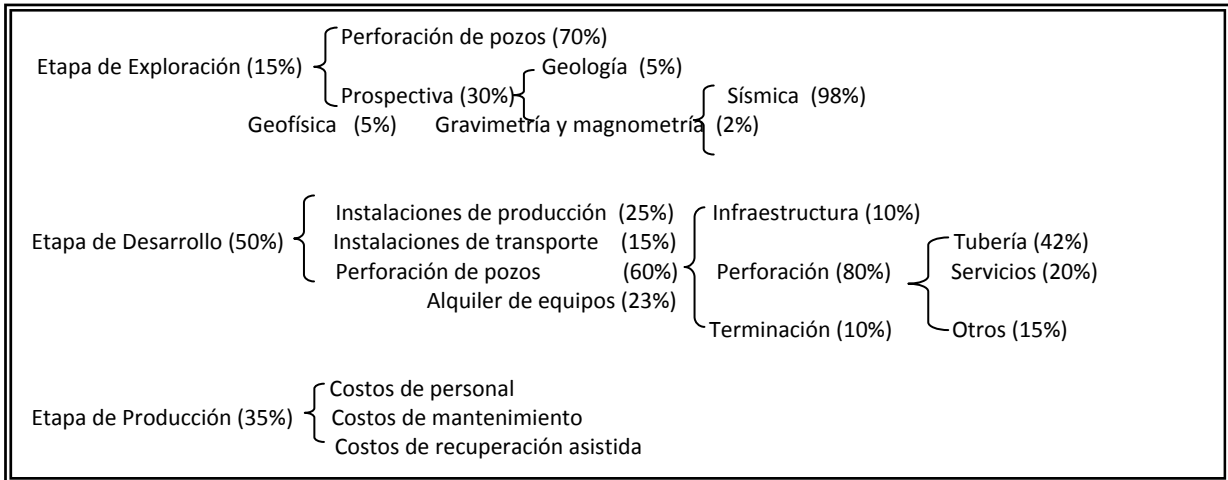 Perforación de pozos (70%)
Etapa de Exploración (15%) Geología (5%)
Prospectiva (30%) Sísmica (98%)
Geofísica (5%) Gravimetría y magnometría (2%)
Instalaciones de producción (25%) Infraestructura (10%)
Etapa de Desarrollo (50%) Instalaciones de transporte (15%) Tubería (42%)
Perforación de pozos (60%) Perforación (80%) Servicios (20%)
Alquiler de equipos (23%)
Terminación (10%) Otros (15%)
Costos de personal
Etapa de Producción (35%) Costos de mantenimiento
Costos de recuperación asistida